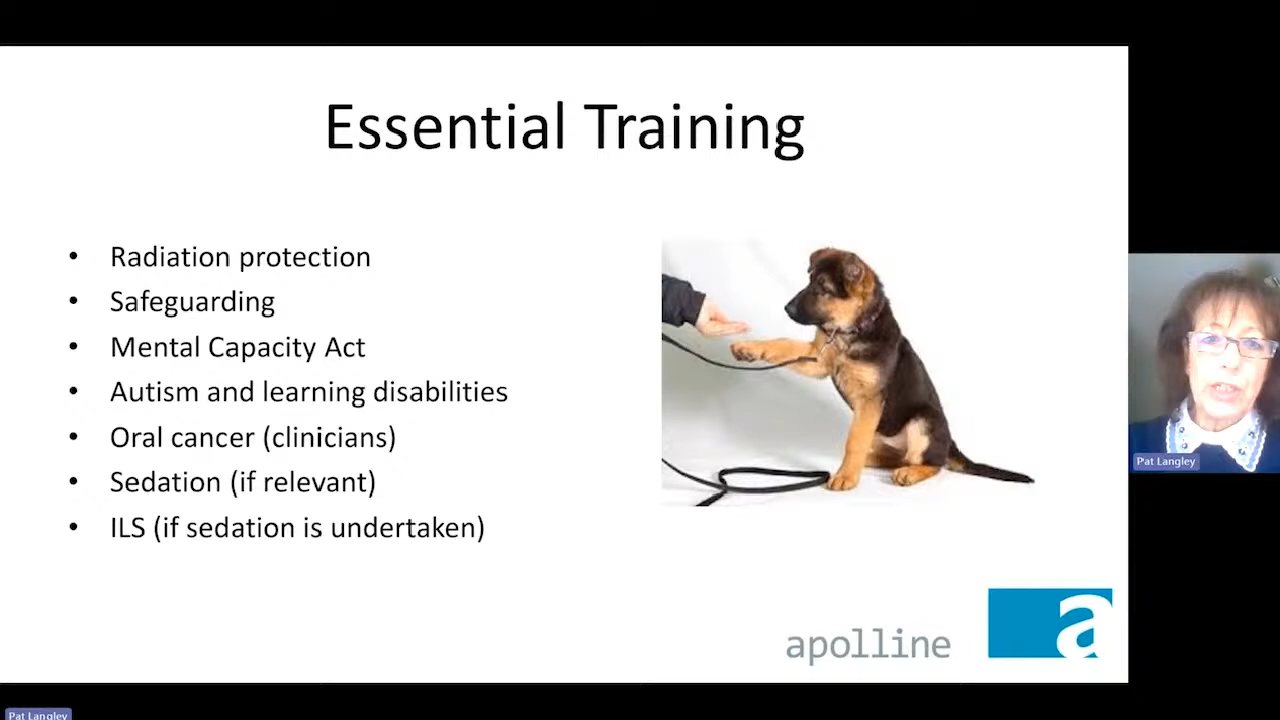 Essential Training
• Radiation protection
• Safeguarding
• Mental Capacity Act
• Autism and learning disabilities
• Oral cancer (clinicians)
• Sedation (if relevant)
• ILS (if sedation is undertaken)
apolline
a
Pat Langley
Pat Langley